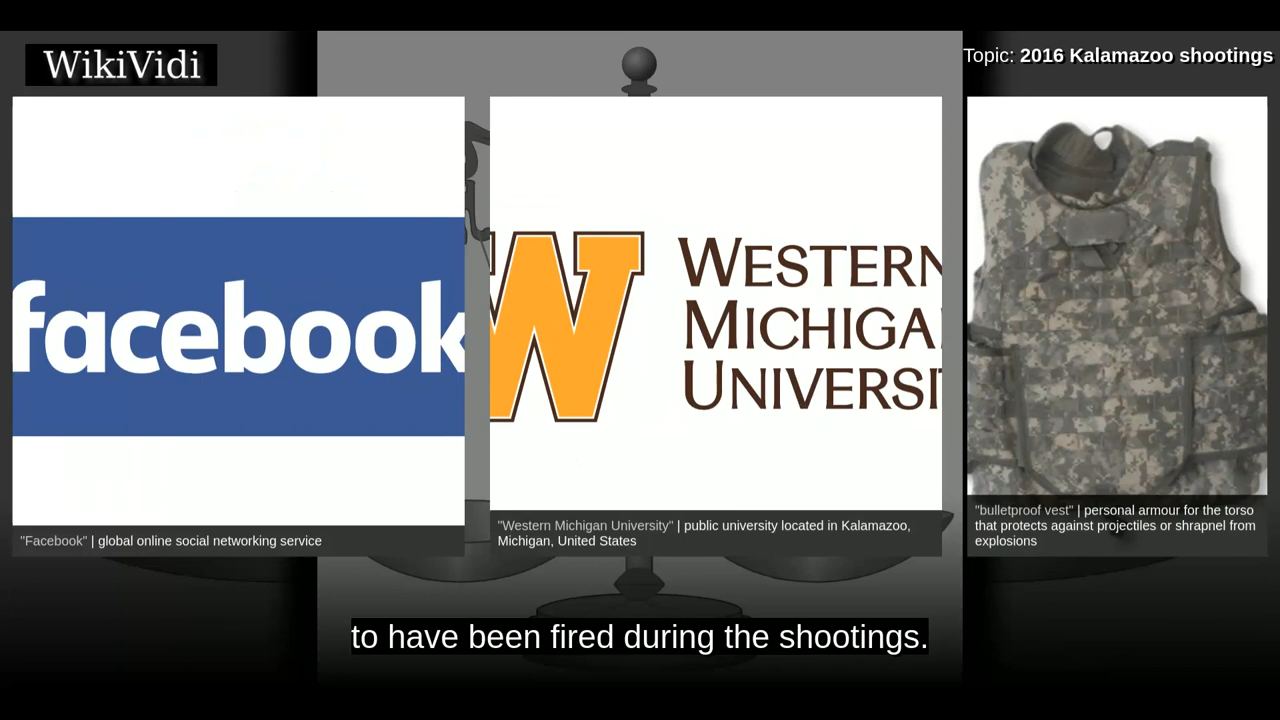 WikiVidi
Topic: 2016 Kalamazoo shootings
facebook
W WESTERN
MICHIGA
UNIVERSI
"Facebook" | global online social networking service
"Western Michigan University" | public university located in Kalamazoo,
Michigan, United States
"bulletproof vest" | personal armour for the torso
that protects against projectiles or shrapnel from
explosions
to have been fired during the shootings.